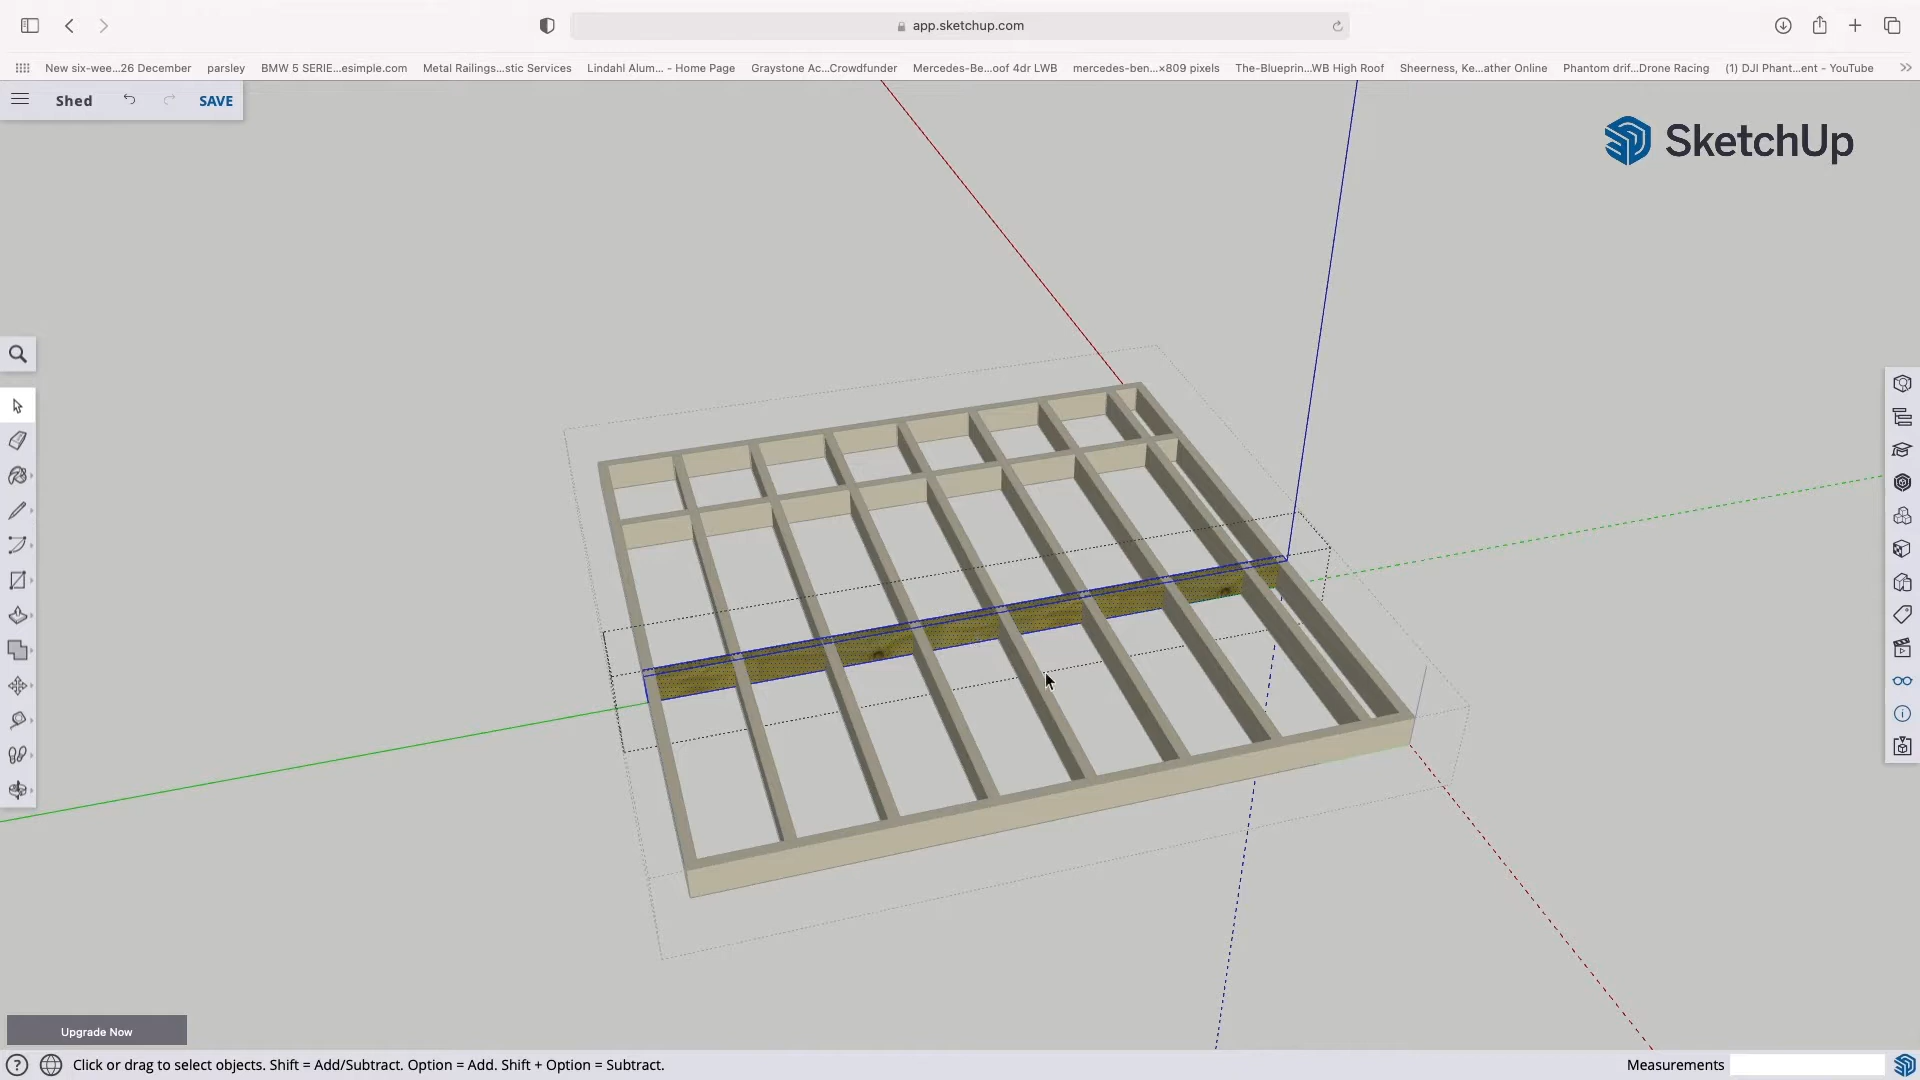 app.sketchup.com
New six-wee...26 December parsley BMW 5 SERIE...esimple.com Metal Railings...stic Services Lindahl Alum... - Home Page Graystone Ac...Crowdfunder Mercedes-Be...oof 4dr LWB mercedes-ben...×809 pixels The-Blueprin...WB High Roof Sheerness, Ke...ather Online Phantom drif...Drone Racing (1) DJI Phant...ent - YouTube
Shed SAVE
SketchUp
Upgrade Now
Click or drag to select objects. Shift = Add/Subtract. Option = Add. Shift + Option = Subtract. Measurements